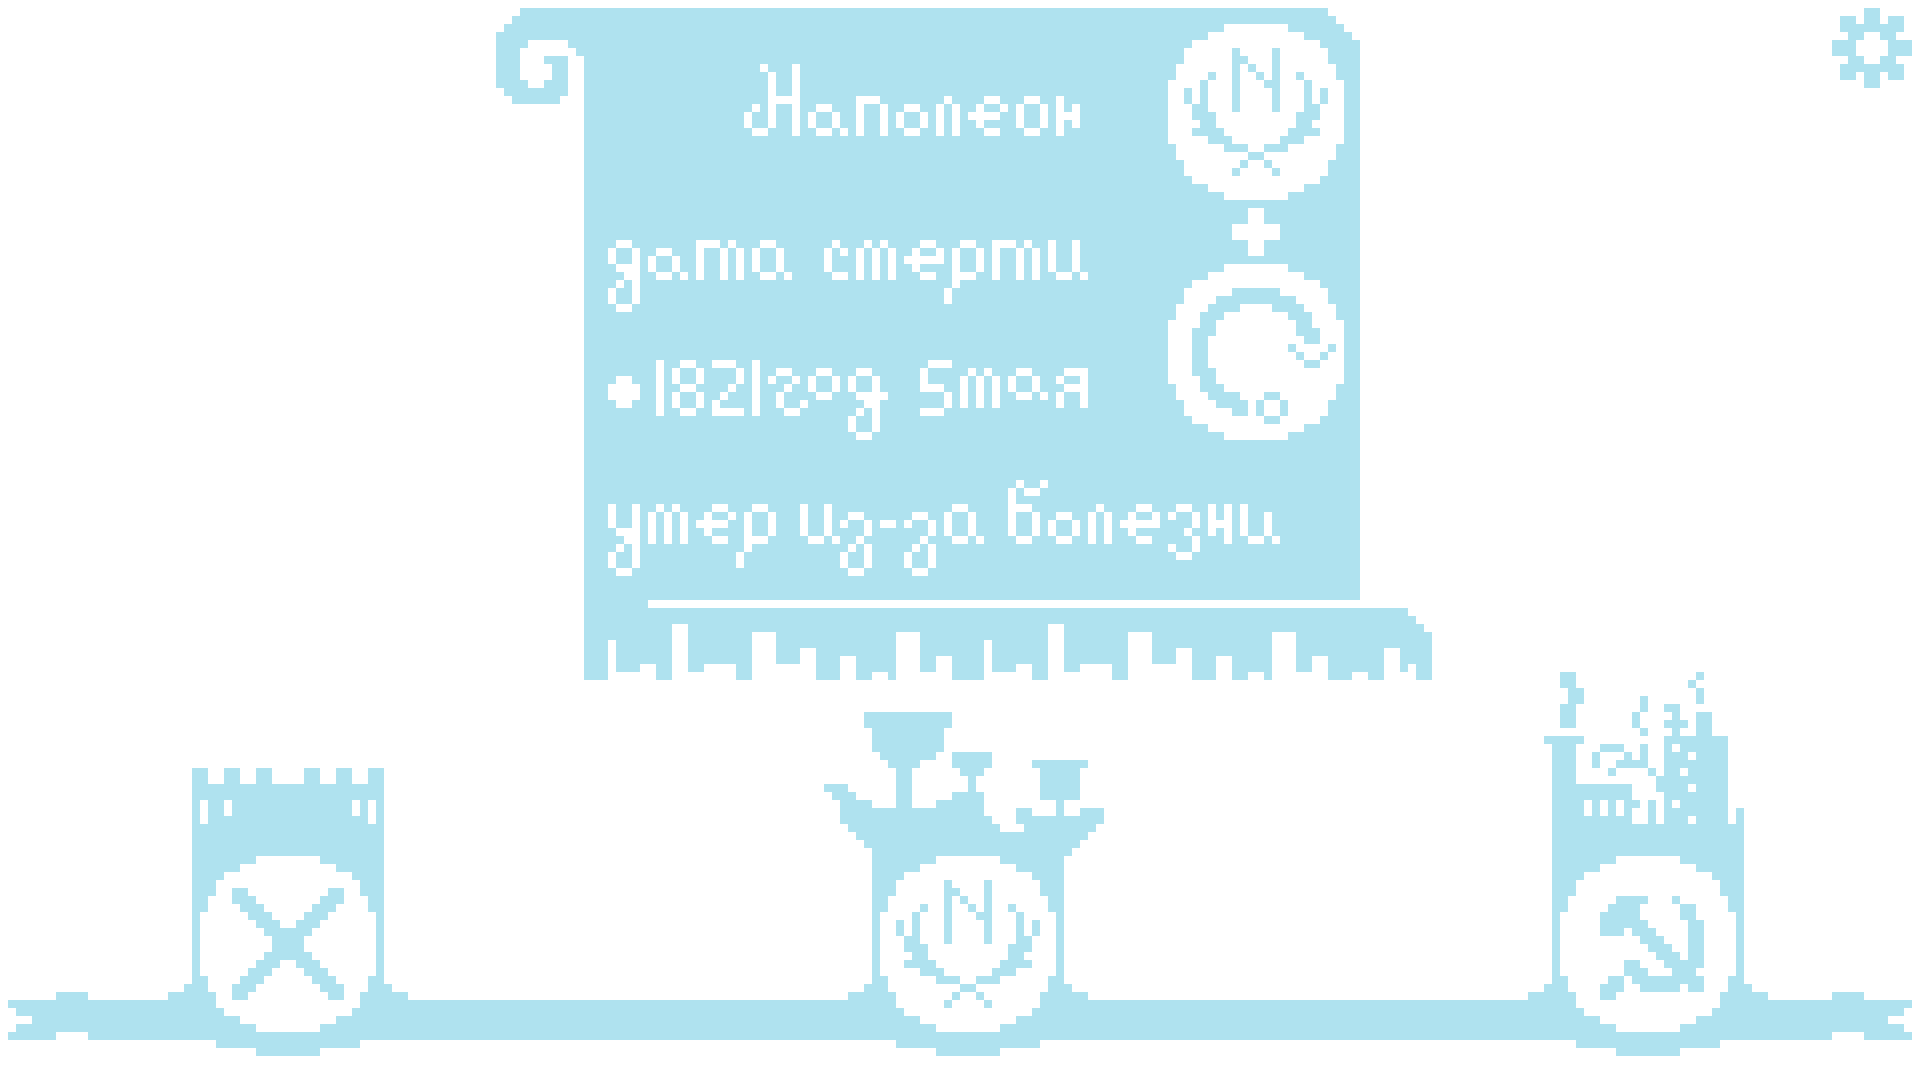 Наполеон
N
дата смерти
•1821год 5мая
умер из-за болезни
N